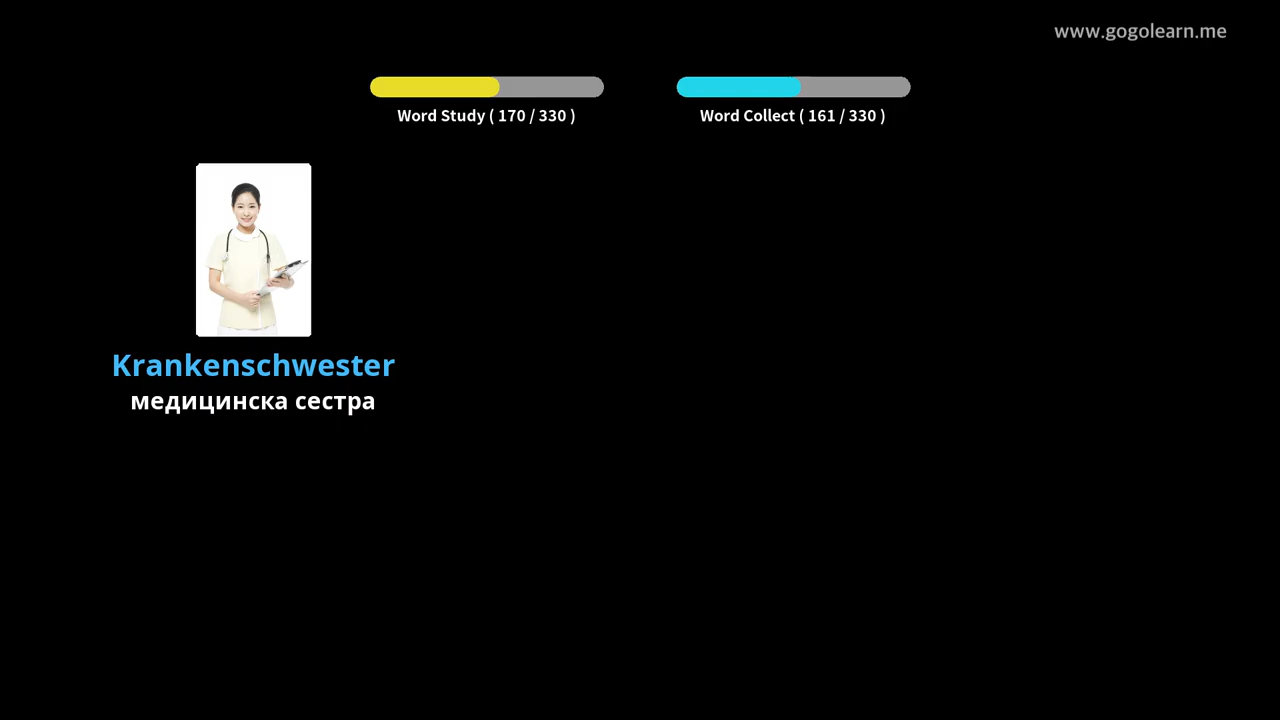 www.gogolearn.me
Word Study ( 170 / 330 )
Word Collect ( 161 / 330 )
Krankenschwester
медицинска сестра